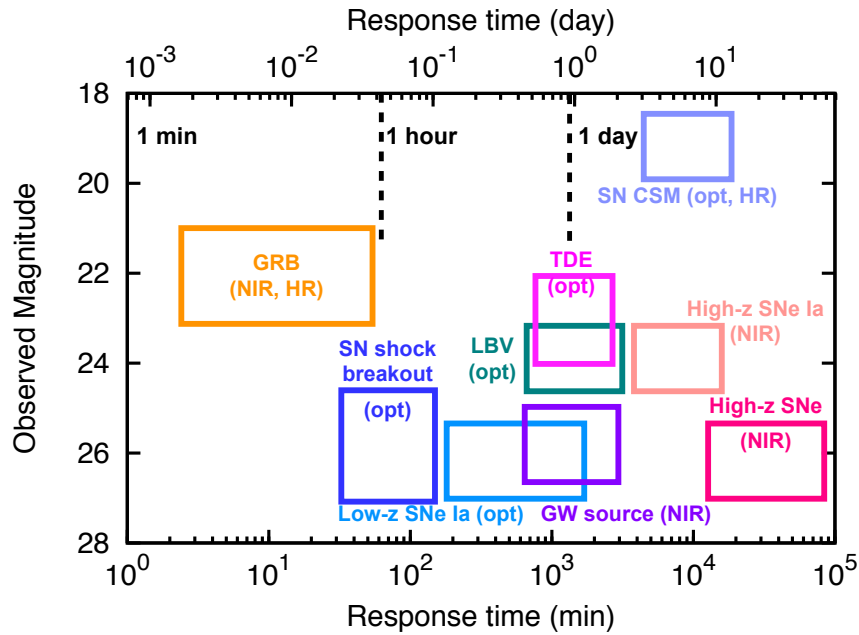 Response time (day)
10^-3 10^-2 10^-1 10^0 10^1
18
1 min 1 hour 1 day
20
SN CSM (opt, HR)
22
GRB
(NIR, HR)
TDE
(opt)
High-z SNe Ia
(NIR)
24
SN shock
breakout
(opt)
LBV
(opt)
High-z SNe
(NIR)
26
Low-z SNe Ia (opt)
GW source (NIR)
28
Observed Magnitude
10^0 10^1 10^2 10^3 10^4 10^5
Response time (min)